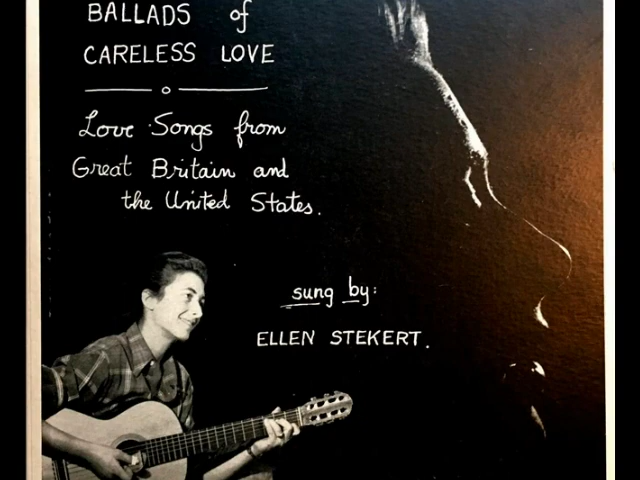 BALLADS of
CARELESS LOVE
Love Songs from
Great Britain and
the United States.
sung by:
ELLEN STEKERT.